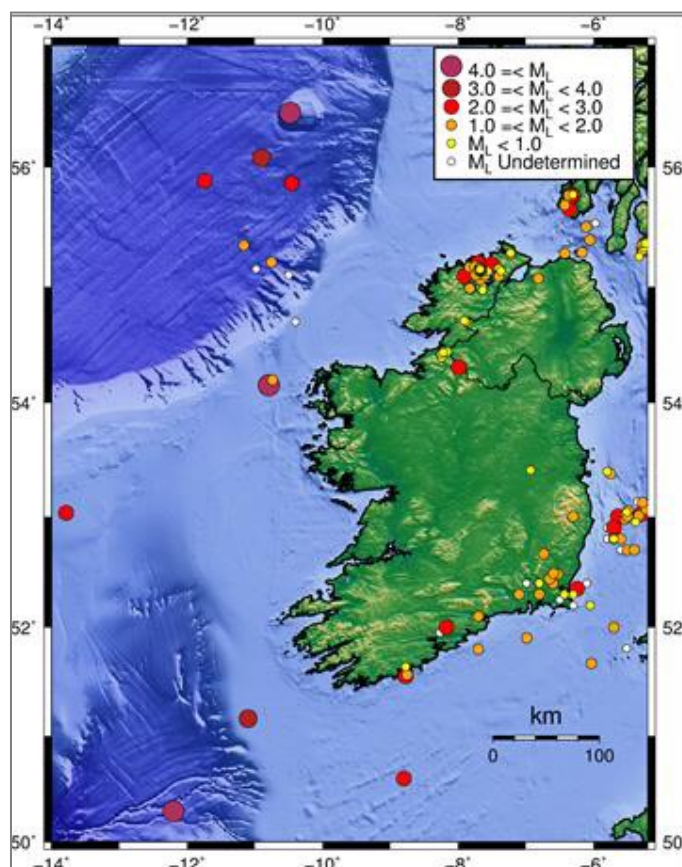 −14˚ −12˚ −10˚ −8˚ −6˚
4.0 =< ML
3.0 =< ML < 4.0
2.0 =< ML < 3.0
1.0 =< ML < 2.0
ML < 1.0
ML Undetermined
56˚ 56˚
54˚ 54˚
52˚ 52˚
km
0 100
50˚ 50˚
−14˚ −12˚ −10˚ −8˚ −6˚